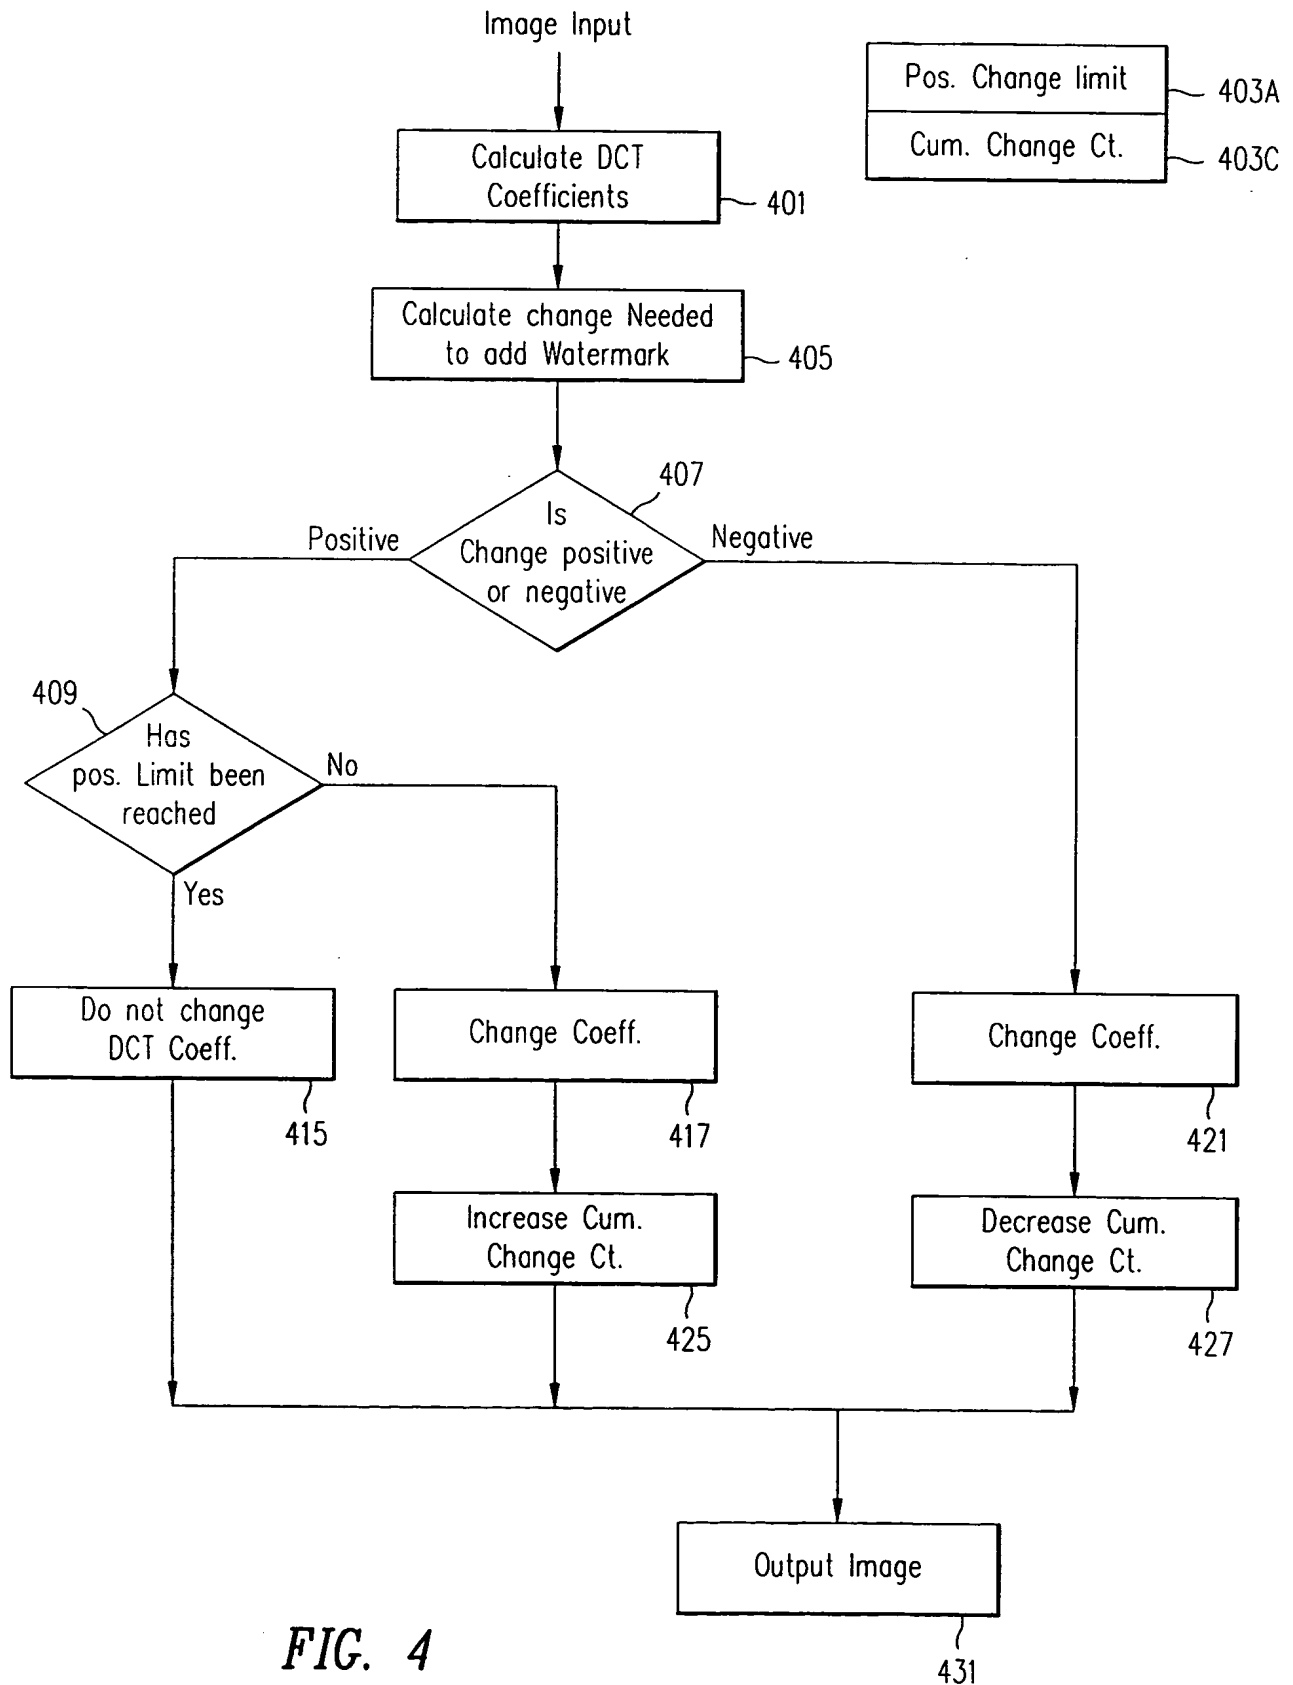 Image Input
Pos. Change limit
403A
Cum. Change Ct.
403C
Calculate DCT
Coefficients
401
Calculate change Needed
to add Watermark
405
407
Is
Change positive
or negative
Positive
Negative
409
Has
pos. Limit been
reached
No
Yes
Do not change
DCT Coeff.
415
Change Coeff.
417
Change Coeff.
421
Increase Cum.
Change Ct.
425
Decrease Cum.
Change Ct.
427
Output Image
431
FIG. 4